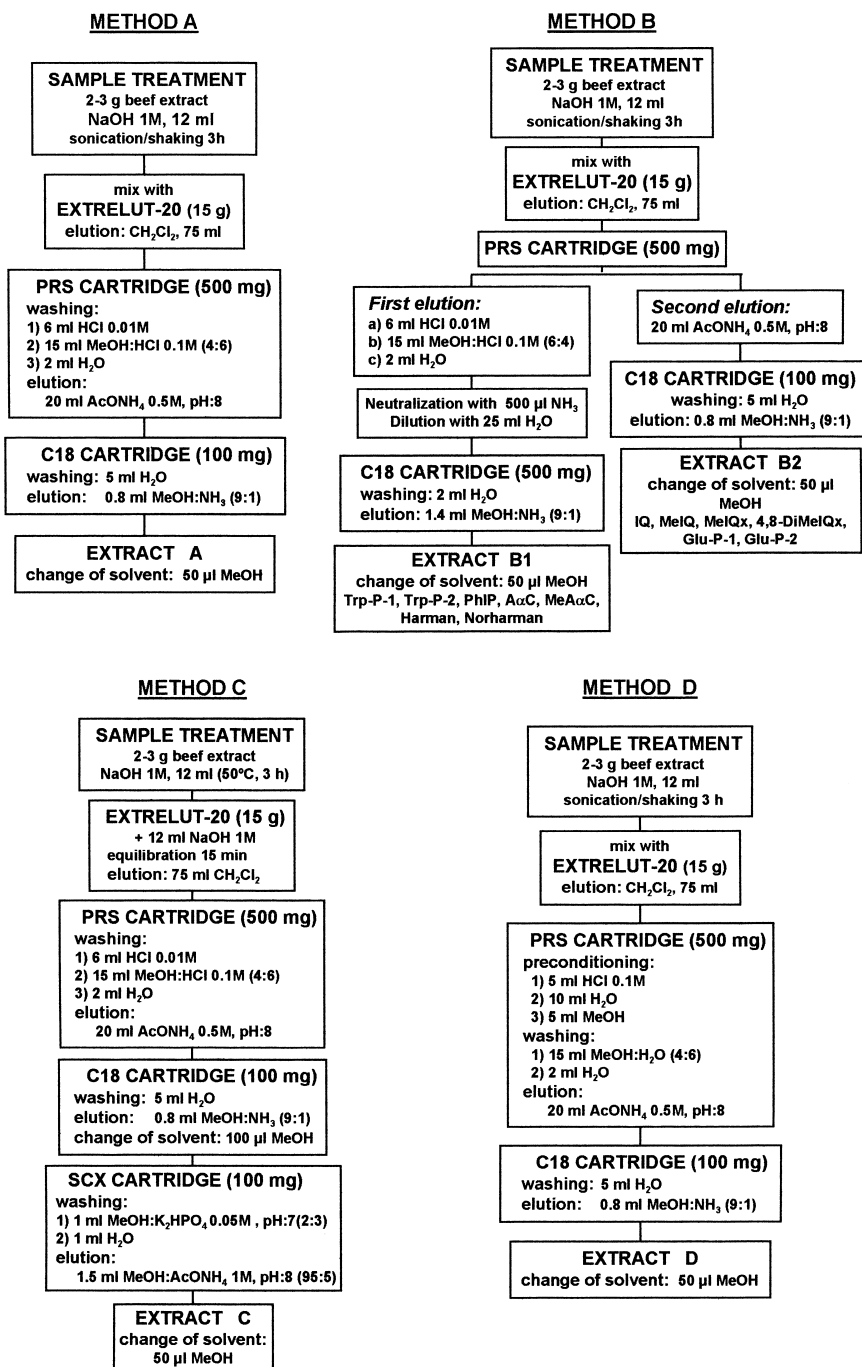 METHOD A
SAMPLE TREATMENT
2-3 g beef extract
NaOH 1M, 12 ml
sonication/shaking 3h
mix with
EXTRELUT-20 (15 g)
elution: CH₂Cl₂, 75 ml
PRS CARTRIDGE (500 mg)
washing:
1) 6 ml HCl 0.01M
2) 15 ml MeOH:HCl 0.1M (4:6)
3) 2 ml H₂O
elution:
20 ml AcONH₄ 0.5M, pH:8
C18 CARTRIDGE (100 mg)
washing: 5 ml H₂O
elution: 0.8 ml MeOH:NH₃ (9:1)
EXTRACT A
change of solvent: 50 µl MeOH
METHOD B
SAMPLE TREATMENT
2-3 g beef extract
NaOH 1M, 12 ml
sonication/shaking 3h
mix with
EXTRELUT-20 (15 g)
elution: CH₂Cl₂, 75 ml
PRS CARTRIDGE (500 mg)
First elution:
a) 6 ml HCl 0.01M
b) 15 ml MeOH:HCl 0.1M (6:4)
c) 2 ml H₂O
Neutralization with 500 µl NH₃
Dilution with 25 ml H₂O
C18 CARTRIDGE (500 mg)
washing: 2 ml H₂O
elution: 1.4 ml MeOH:NH₃ (9:1)
EXTRACT B1
change of solvent: 50 µl MeOH
Trp-P-1, Trp-P-2, PhIP, AαC, MeAαC,
Harman, Norharman
Second elution:
20 ml AcONH₄ 0.5M, pH:8
C18 CARTRIDGE (100 mg)
washing: 5 ml H₂O
elution: 0.8 ml MeOH:NH₃ (9:1)
EXTRACT B2
change of solvent: 50 µl
MeOH
IQ, MeIQ, MeIQx, 4,8-DiMeIQx,
Glu-P-1, Glu-P-2
METHOD C
SAMPLE TREATMENT
2-3 g beef extract
NaOH 1M, 12 ml (50ºC, 3 h)
EXTRELUT-20 (15 g)
+ 12 ml NaOH 1M
equilibration 15 min
elution: 75 ml CH₂Cl₂
PRS CARTRIDGE (500 mg)
washing:
1) 6 ml HCl 0.01M
2) 15 ml MeOH:HCl 0.1M (4:6)
3) 2 ml H₂O
elution:
20 ml AcONH₄ 0.5M, pH:8
C18 CARTRIDGE (100 mg)
washing: 5 ml H₂O
elution: 0.8 ml MeOH:NH₃ (9:1)
change of solvent: 100 µl MeOH
SCX CARTRIDGE (100 mg)
washing:
1) 1 ml MeOH:K₂HPO₄ 0.05M , pH:7(2:3)
2) 1 ml H₂O
elution:
1.5 ml MeOH:AcONH₄ 1M, pH:8 (95:5)
EXTRACT C
change of solvent:
50 µl MeOH
METHOD D
SAMPLE TREATMENT
2-3 g beef extract
NaOH 1M, 12 ml
sonication/shaking 3 h
mix with
EXTRELUT-20 (15 g)
elution: CH₂Cl₂, 75 ml
PRS CARTRIDGE (500 mg)
preconditioning:
1) 5 ml HCl 0.1M
2) 10 ml H₂O
3) 5 ml MeOH
washing:
1) 15 ml MeOH:H₂O (4:6)
2) 2 ml H₂O
elution:
20 ml AcONH₄ 0.5M, pH:8
C18 CARTRIDGE (100 mg)
washing: 5 ml H₂O
elution: 0.8 ml MeOH:NH₃ (9:1)
EXTRACT D
change of solvent: 50 µl MeOH